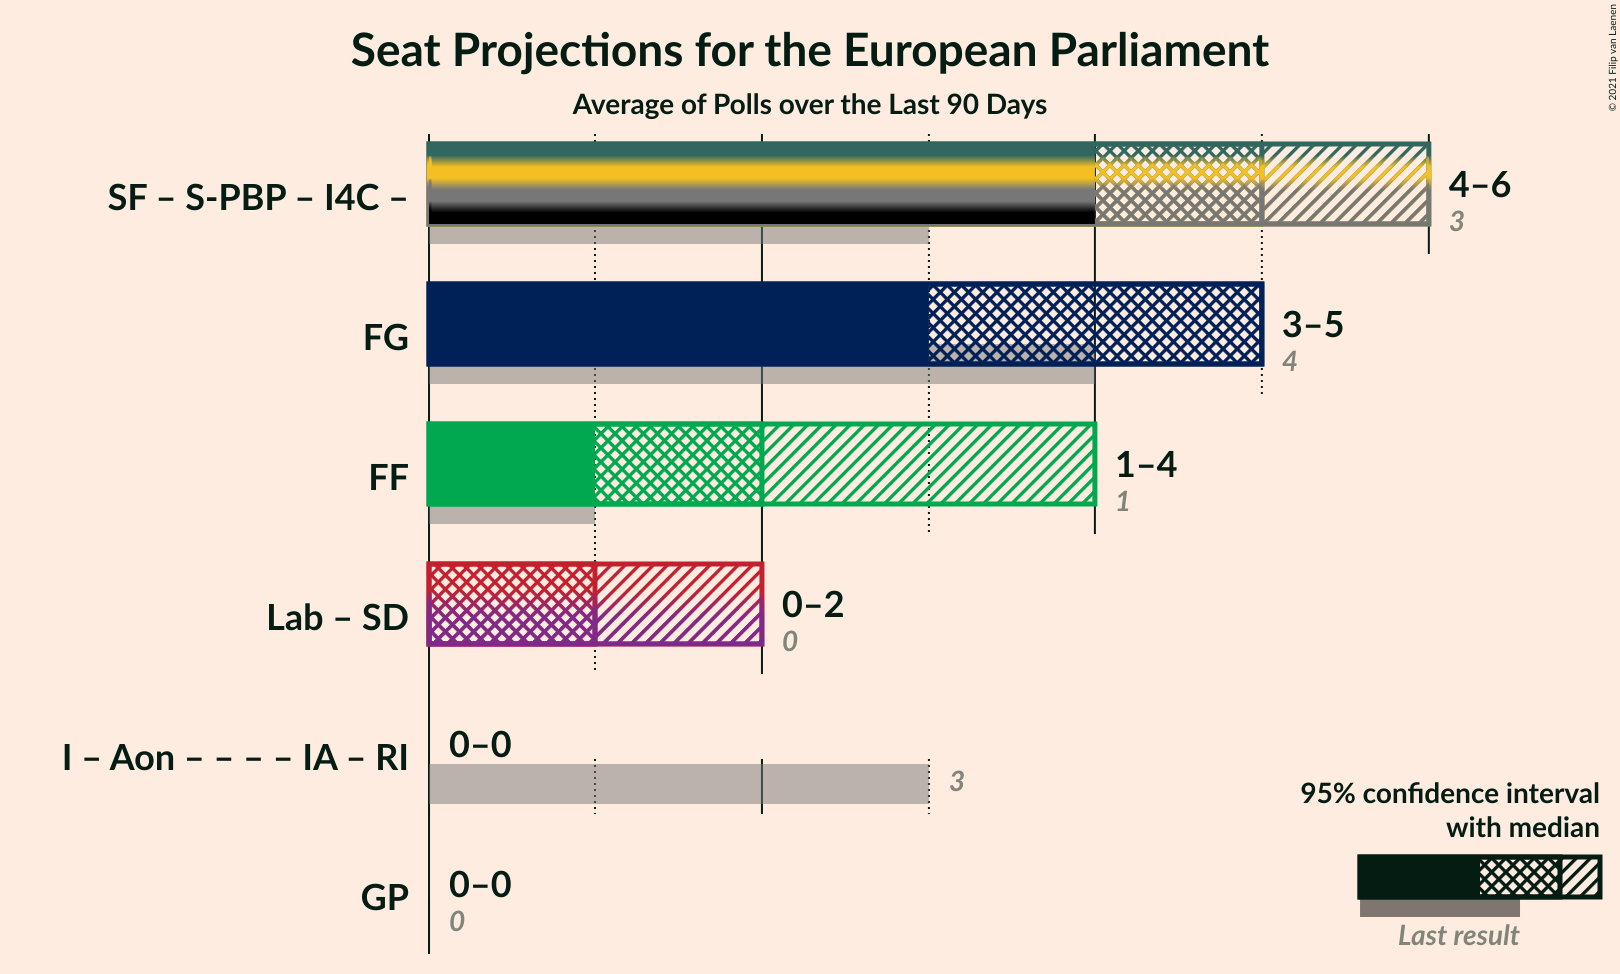 Seat Projections for the European Parliament
Average of Polls over the Last 90 Days
© 2021 Filip van Laenen
SF – S-PBP – I4C –
4–6
3
FG
3–5
4
FF
1–4
1
Lab – SD
0–2
0
I – Aon – – – – IA – RI
0–0
3
GP
0–0
0
95% confidence interval
with median
Last result